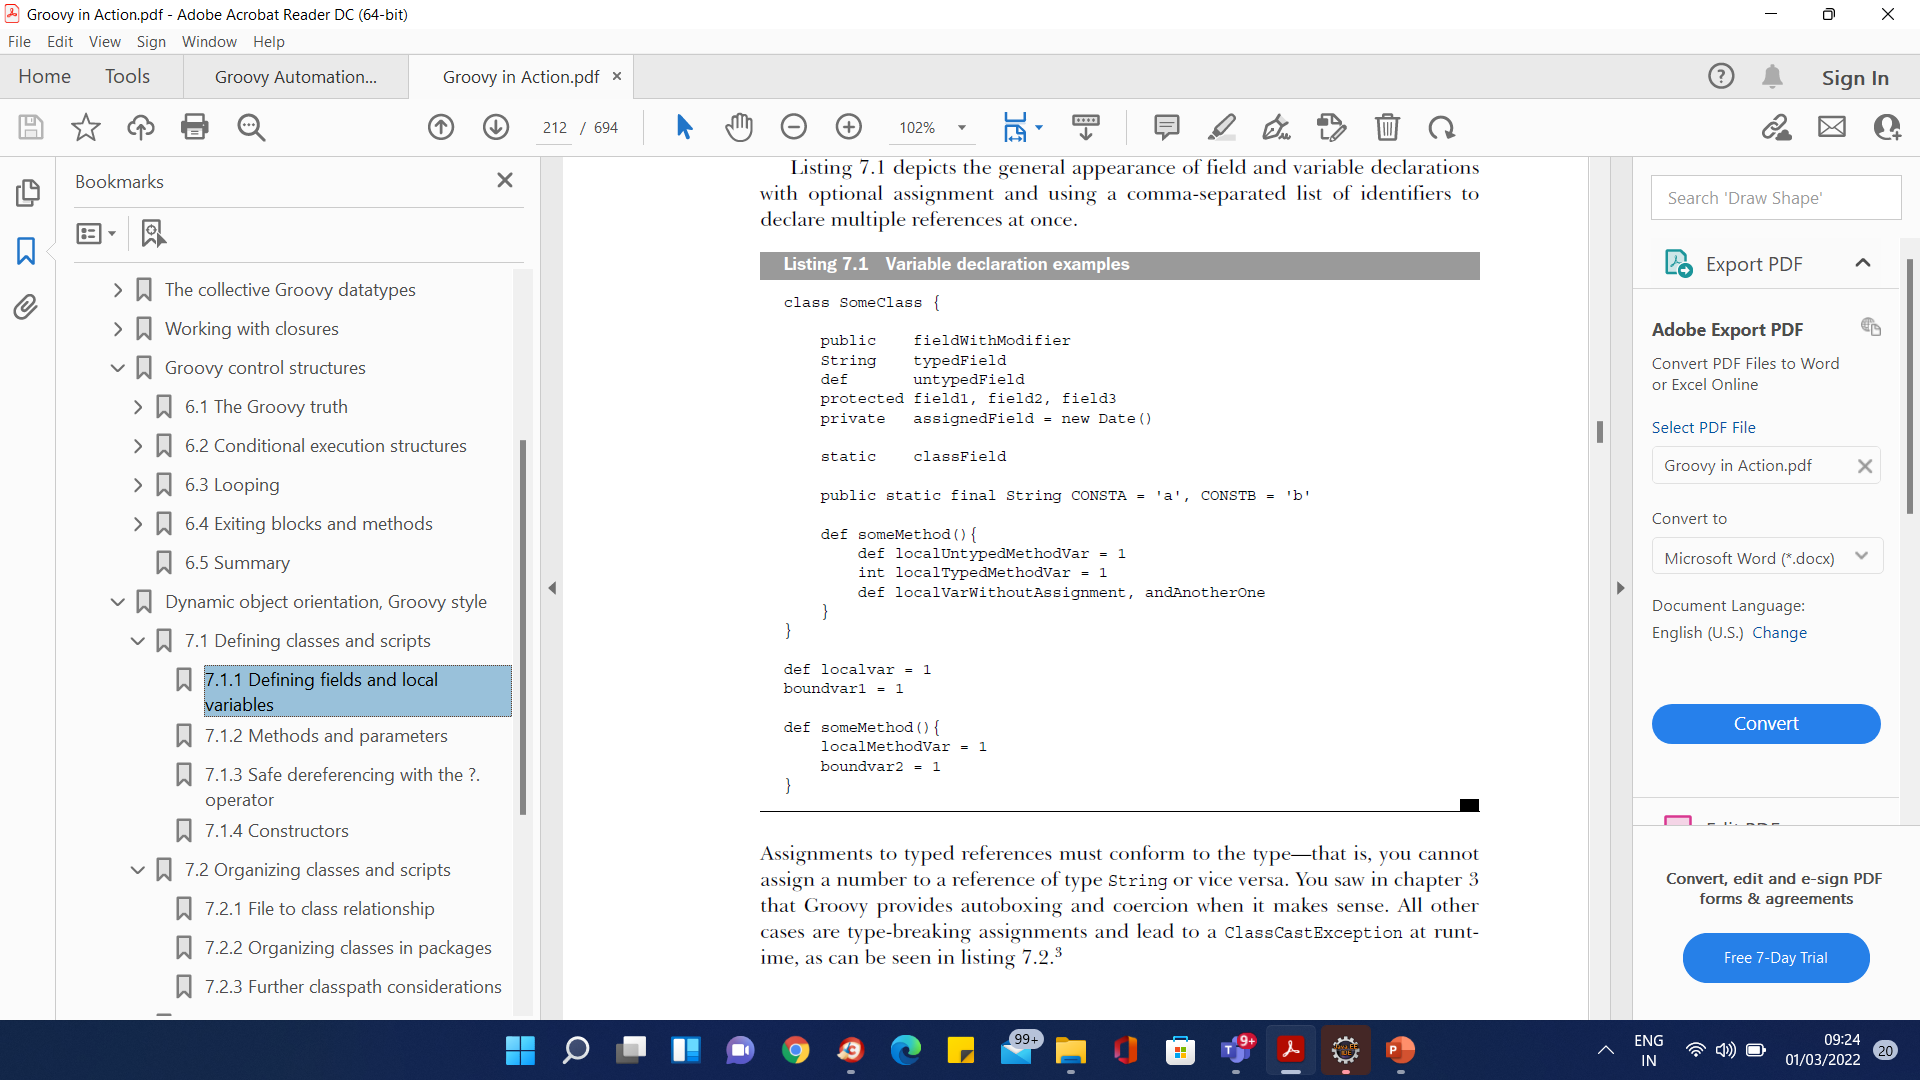 Groovy in Action.pdf - Adobe Acrobat Reader DC (64-bit)
File Edit View Sign Window Help
Home Tools Groovy Automation... Groovy in Action.pdf × Sign In
212 / 694 102%
Bookmarks
The collective Groovy datatypes
Working with closures
Groovy control structures
6.1 The Groovy truth
6.2 Conditional execution structures
6.3 Looping
6.4 Exiting blocks and methods
6.5 Summary
Dynamic object orientation, Groovy style
7.1 Defining classes and scripts
7.1.1 Defining fields and local
variables
7.1.2 Methods and parameters
7.1.3 Safe dereferencing with the ?.
operator
7.1.4 Constructors
7.2 Organizing classes and scripts
7.2.1 File to class relationship
7.2.2 Organizing classes in packages
7.2.3 Further classpath considerations
Listing 7.1 depicts the general appearance of field and variable declarations
with optional assignment and using a comma-separated list of identifiers to
declare multiple references at once.
Listing 7.1 Variable declaration examples
class SomeClass {
public fieldWithModifier
String typedField
def untypedField
protected field1, field2, field3
private assignedField = new Date()
static classField
public static final String CONSTA = 'a', CONSTB = 'b'
def someMethod(){
def localUntypedMethodVar = 1
int localTypedMethodVar = 1
def localVarWithoutAssignment, andAnotherOne
}
}
def localvar = 1
boundvar1 = 1
def someMethod(){
localMethodVar = 1
boundvar2 = 1
}
Assignments to typed references must conform to the type—that is, you cannot
assign a number to a reference of type String or vice versa. You saw in chapter 3
that Groovy provides autoboxing and coercion when it makes sense. All other
cases are type-breaking assignments and lead to a ClassCastException at runt-
ime, as can be seen in listing 7.2.³
Search 'Draw Shape'
Export PDF
Adobe Export PDF
Convert PDF Files to Word
or Excel Online
Select PDF File
Groovy in Action.pdf
Convert to
Microsoft Word (*.docx)
Document Language:
English (U.S.) Change
Convert
Edit PDF
Convert, edit and e-sign PDF
forms & agreements
Free 7-Day Trial
99+
9+
ENG
IN
09:24
01/03/2022
20